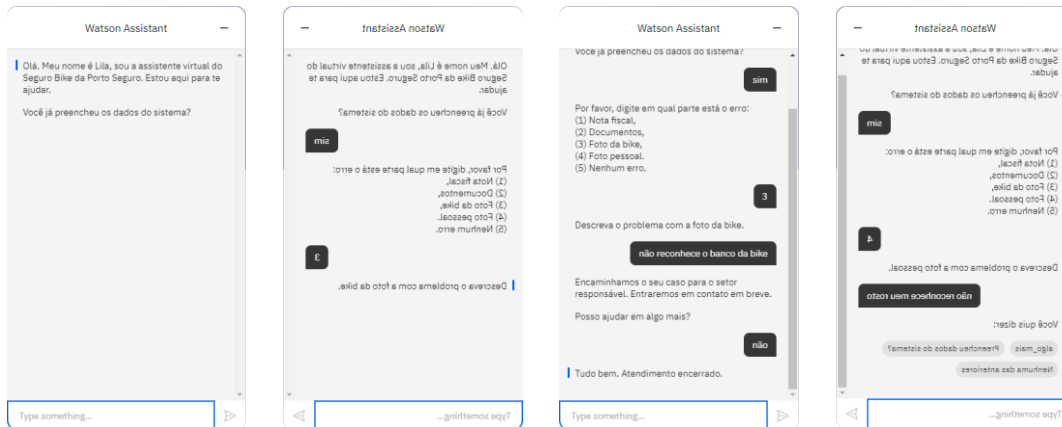 Watson Assistant
Olá. Meu nome é Lila, sou a assistente virtual do
Seguro Bike da Porto Seguro. Estou aqui para te
ajudar.
Você já preencheu os dados do sistema?
Type something...
Watson Assistant
Olá. Meu nome é Lila, sou a assistente virtual do
Seguro Bike da Porto Seguro. Estou aqui para te
ajudar.
Você já preencheu os dados do sistema?
sim
Por favor, digite em qual parte está o erro:
(1) Nota fiscal,
(2) Documentos,
(3) Foto da bike,
(4) Foto pessoal.
(5) Nenhum erro.
3
Descreva o problema com a foto da bike.
Type something...
Watson Assistant
Você já preencheu os dados do sistema?
sim
Por favor, digite em qual parte está o erro:
(1) Nota fiscal,
(2) Documentos,
(3) Foto da bike,
(4) Foto pessoal.
(5) Nenhum erro.
3
Descreva o problema com a foto da bike.
não reconhece o banco da bike
Encaminhamos o seu caso para o setor
responsável. Entraremos em contato em breve.
Posso ajudar em algo mais?
não
Tudo bem. Atendimento encerrado.
Type something...
Watson Assistant
Olá. Meu nome é Lila, sou a assistente virtual do
Seguro Bike da Porto Seguro. Estou aqui para te
ajudar.
Você já preencheu os dados do sistema?
sim
Por favor, digite em qual parte está o erro:
(1) Nota fiscal,
(2) Documentos,
(3) Foto da bike,
(4) Foto pessoal.
(5) Nenhum erro.
4
Descreva o problema com a foto pessoal.
não reconhece meu rosto
Você quis dizer:
algo_mais Preencheu dados do sistema?
Nenhuma das anteriores
Type something...